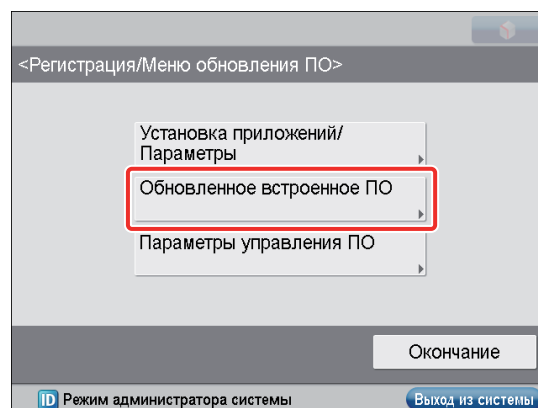 <Регистрация/Меню обновления ПО>
Установка приложений/
Параметры
Обновленное встроенное ПО
Параметры управления ПО
Окончание
ID Режим администратора системы
Выход из системы